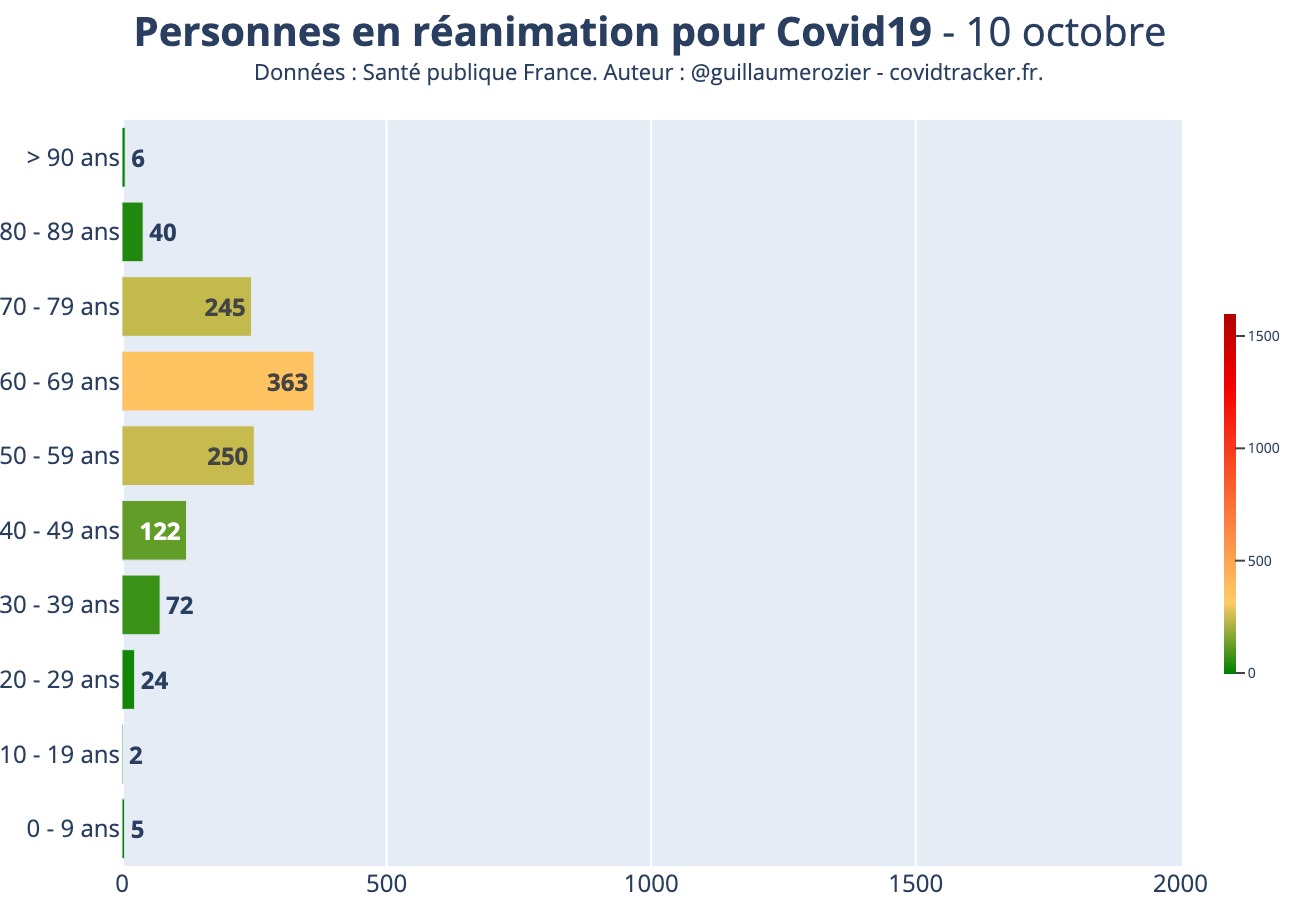 Personnes en réanimation pour Covid19 - 10 octobre
Données : Santé publique France. Auteur : @guillaumerozier - covidtracker.fr.
> 90 ans 6
80 - 89 ans 40
70 - 79 ans 245
60 - 69 ans 363
50 - 59 ans 250
40 - 49 ans 122
30 - 39 ans 72
20 - 29 ans 24
10 - 19 ans 2
0 - 9 ans 5
0 500 1000 1500 2000
1500
1000
500
0